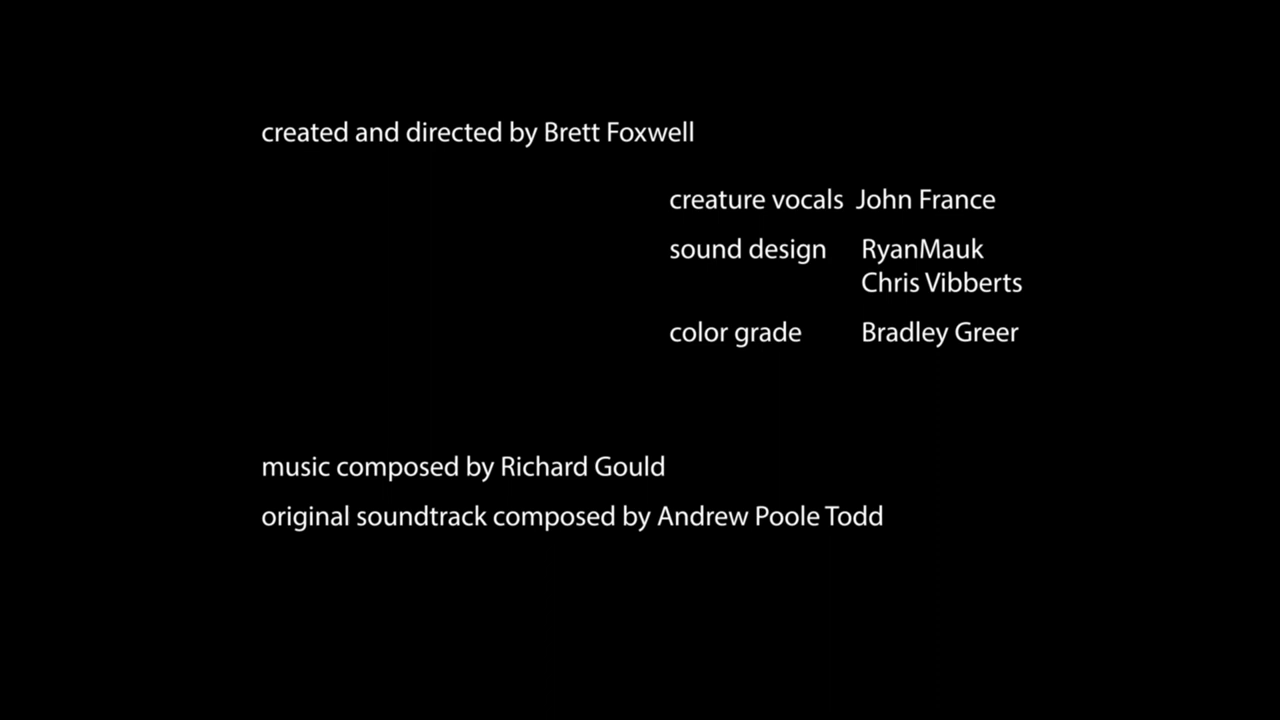 created and directed by Brett Foxwell
creature vocals John France
sound design RyanMauk
Chris Vibberts
color grade Bradley Greer
music composed by Richard Gould
original soundtrack composed by Andrew Poole Todd